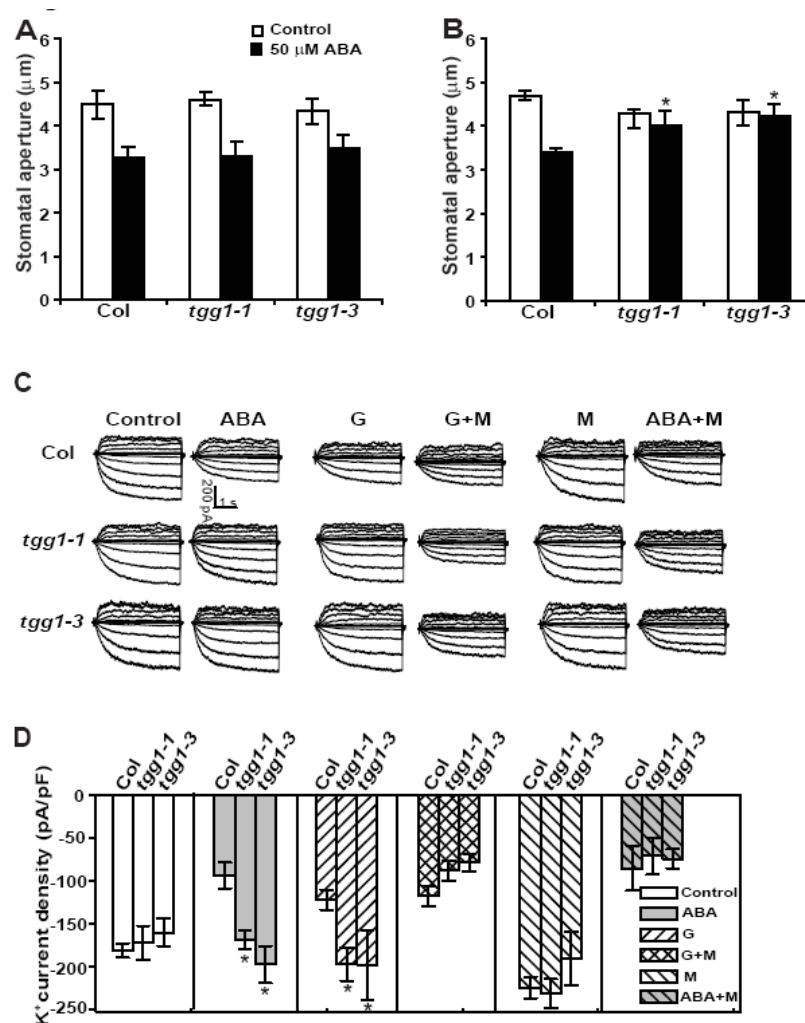 A
Control
50 μM ABA
Stomatal aperture (μm)
6
5
4
3
2
1
0
Col
tgg1-1
tgg1-3
B
Stomatal aperture (μm)
6
5
4
3
2
1
0
*
*
Col
tgg1-1
tgg1-3
C
Control
ABA
G
G+M
M
ABA+M
Col
200 pA
1 s
tgg1-1
tgg1-3
D
Col tgg1-1 tgg1-3
Col tgg1-1 tgg1-3
Col tgg1-1 tgg1-3
Col tgg1-1 tgg1-3
Col tgg1-1 tgg1-3
Col tgg1-1 tgg1-3
K⁺ current density (pA/pF)
0
-50
-100
-150
-200
-250
*
*
*
*
Control
ABA
G
G+M
M
ABA+M